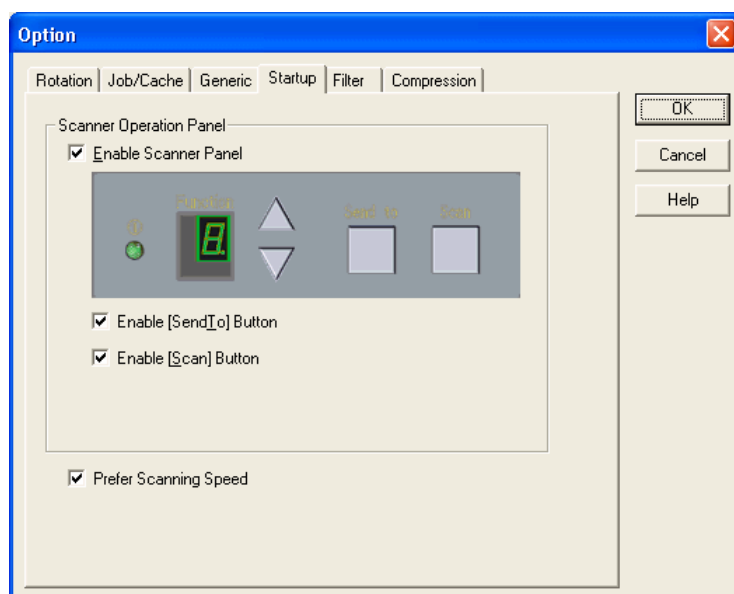 Option
Rotation Job/Cache Generic Startup Filter Compression
OK
Cancel
Help
Scanner Operation Panel
Enable Scanner Panel
Function
Send to Scan
8.
Enable [SendTo] Button
Enable [Scan] Button
Prefer Scanning Speed